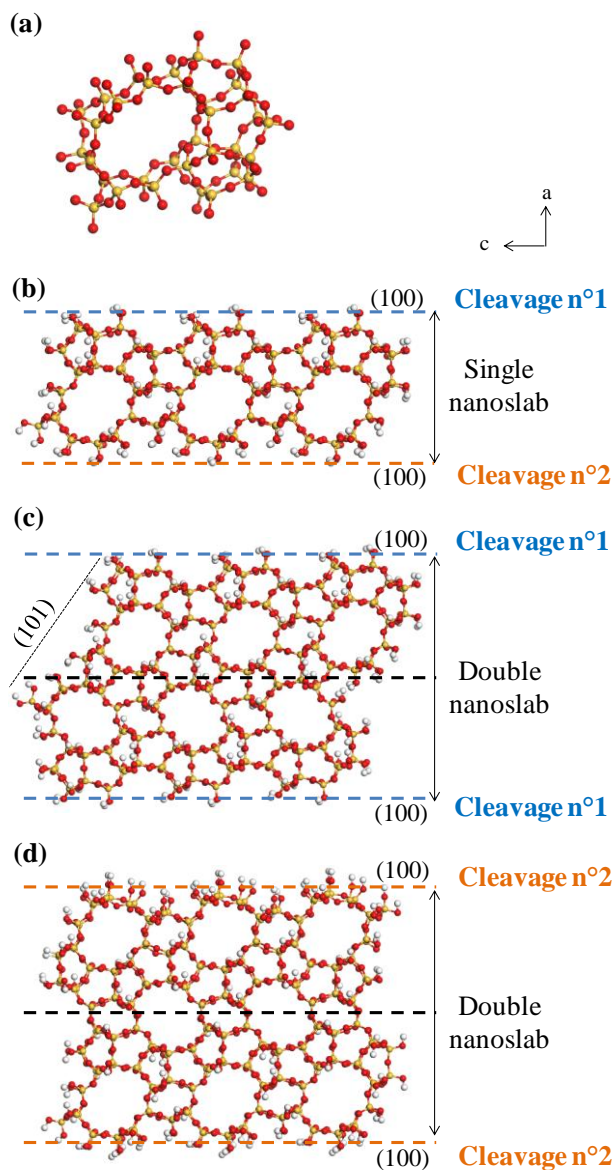 (a)
a
c
(b)
(100)
Cleavage n°1
Single
nanoslab
(100)
Cleavage n°2
(c)
(100)
Cleavage n°1
(101)
Double
nanoslab
(100)
Cleavage n°1
(d)
(100)
Cleavage n°2
Double
nanoslab
(100)
Cleavage n°2